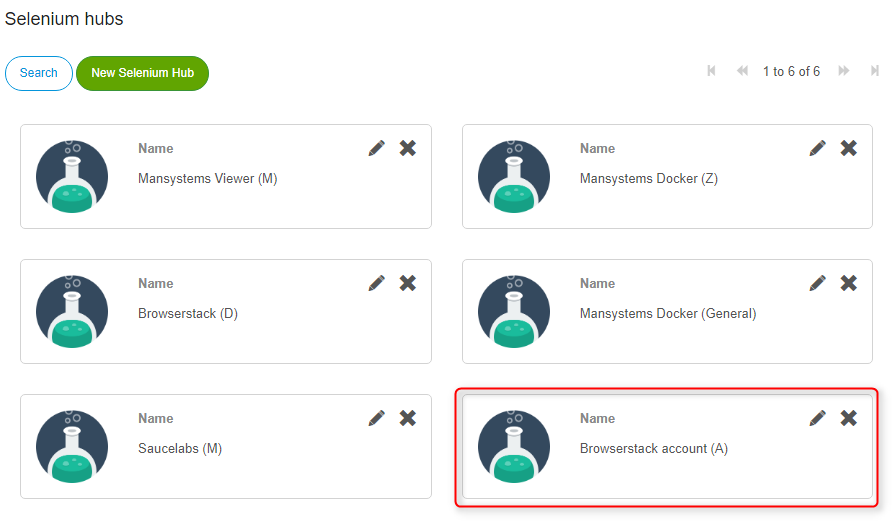 Selenium hubs
Search
New Selenium Hub
1 to 6 of 6
Name
Mansystems Viewer (M)
Name
Mansystems Docker (Z)
Name
Browserstack (D)
Name
Mansystems Docker (General)
Name
Saucelabs (M)
Name
Browserstack account (A)